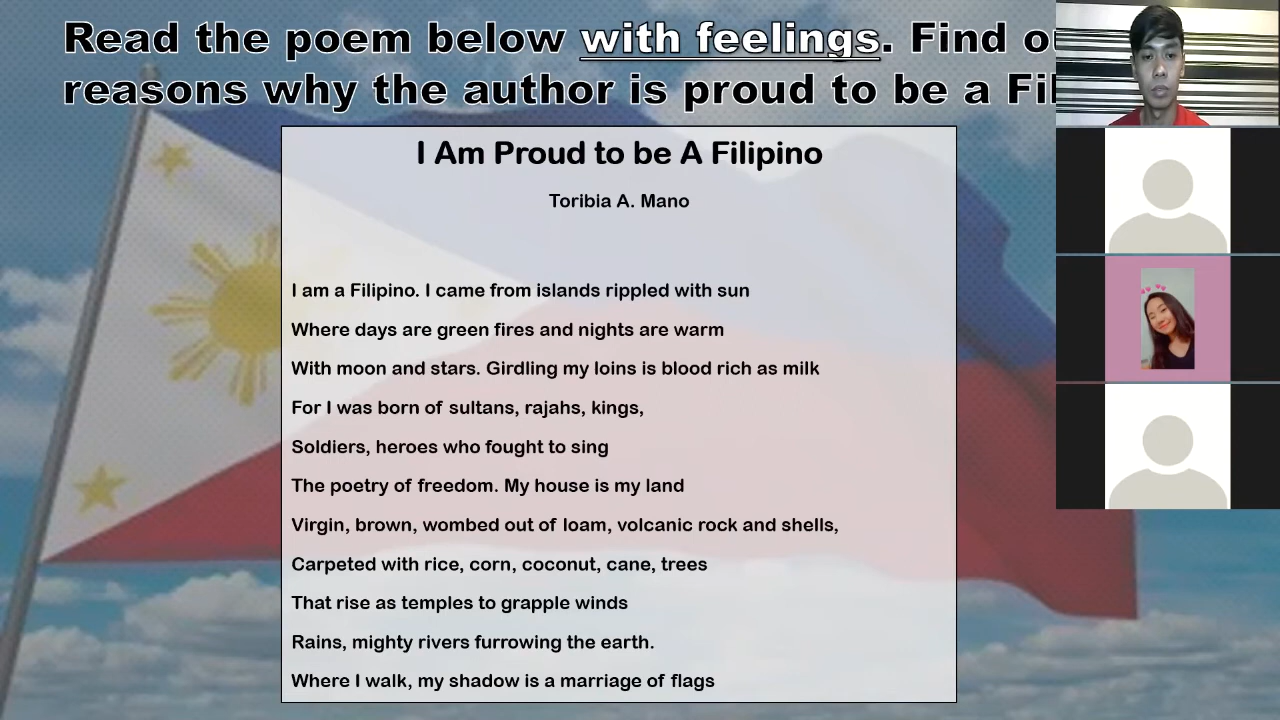 Read the poem below with feelings. Find
reasons why the author is proud to be a
I Am Proud to be A Filipino
Toribia A. Mano
I am a Filipino. I came from islands rippled with sun
Where days are green fires and nights are warm
With moon and stars. Girdling my loins is blood rich as milk
For I was born of sultans, rajahs, kings,
Soldiers, heroes who fought to sing
The poetry of freedom. My house is my land
Virgin, brown, wombed out of loam, volcanic rock and shells,
Carpeted with rice, corn, coconut, cane, trees
That rise as temples to grapple winds
Rains, mighty rivers furrowing the earth.
Where I walk, my shadow is a marriage of flags